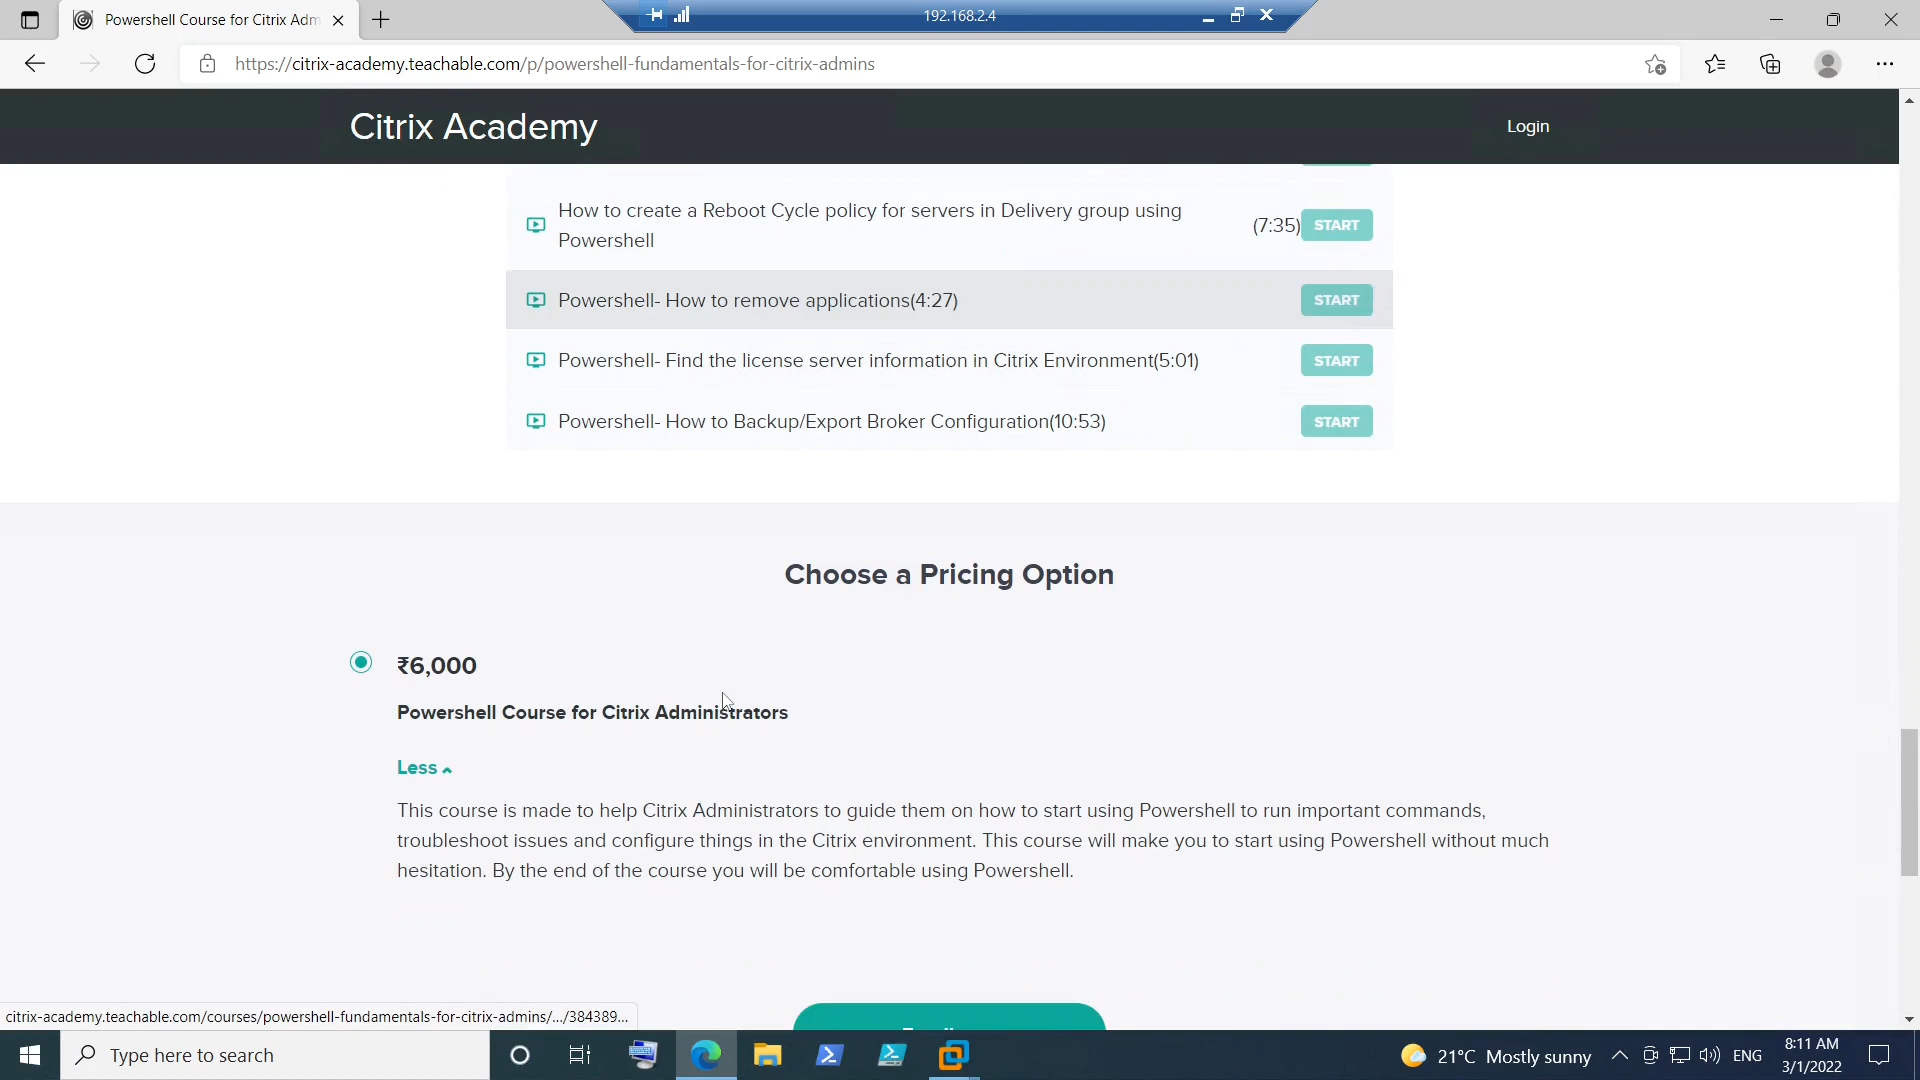 Powershell Course for Citrix Adm
192.168.2.4
https://citrix-academy.teachable.com/p/powershell-fundamentals-for-citrix-admins
Citrix Academy
Login
How to create a Reboot Cycle policy for servers in Delivery group using
Powershell
(7:35)
START
Powershell- How to remove applications(4:27)
START
Powershell- Find the license server information in Citrix Environment(5:01)
START
Powershell- How to Backup/Export Broker Configuration(10:53)
START
Choose a Pricing Option
₹6,000
Powershell Course for Citrix Administrators
Less
This course is made to help Citrix Administrators to guide them on how to start using Powershell to run important commands,
troubleshoot issues and configure things in the Citrix environment. This course will make you to start using Powershell without much
hesitation. By the end of the course you will be comfortable using Powershell.
citrix-academy.teachable.com/courses/powershell-fundamentals-for-citrix-admins/.../384389...
Type here to search
21°C Mostly sunny
ENG
8:11 AM
3/1/2022